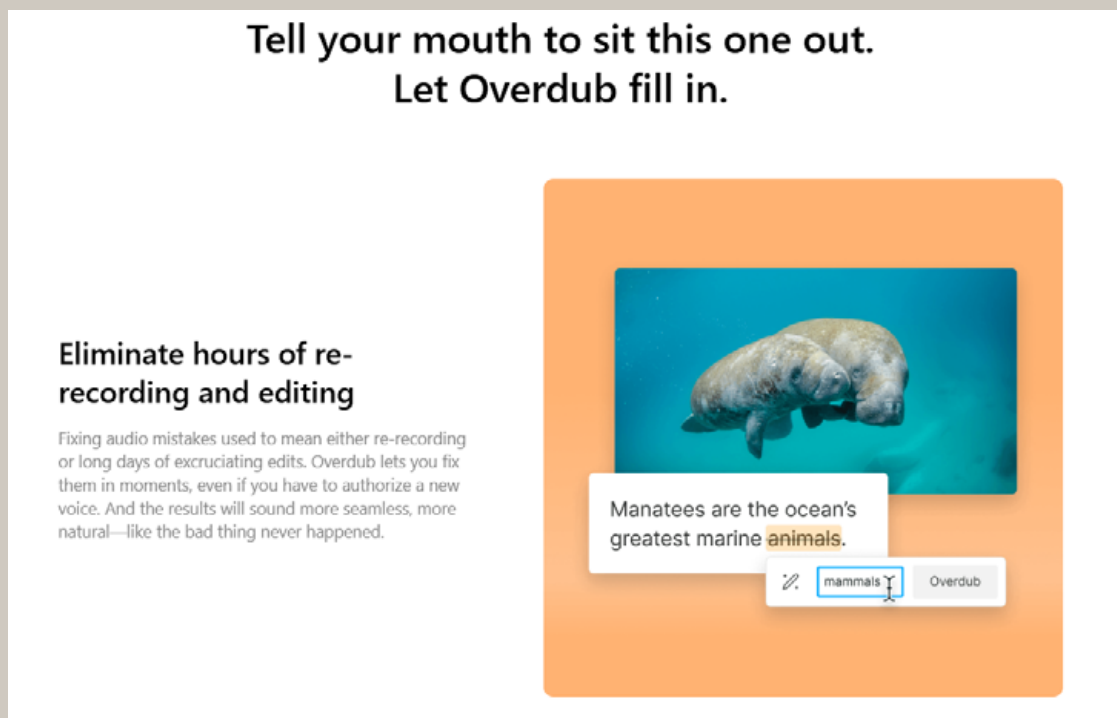 Tell your mouth to sit this one out.
Let Overdub fill in.
Eliminate hours of re-
recording and editing
Fixing audio mistakes used to mean either re-recording
or long days of excruciating edits. Overdub lets you fix
them in moments, even if you have to authorize a new
voice. And the results will sound more seamless, more
natural—like the bad thing never happened.
Manatees are the ocean's
greatest marine animals.
mammals
Overdub